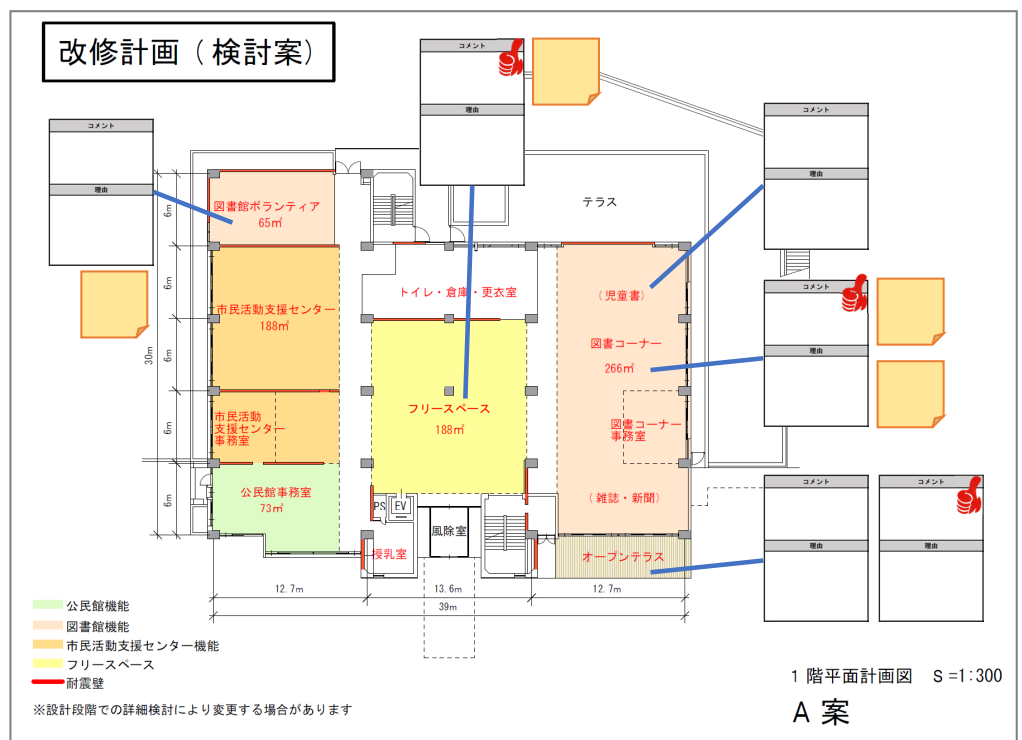 改修計画（検討案）
コメント
理由
コメント
理由
コメント
理由
テラス
図書館ボランティア
65㎡
トイレ・倉庫・更衣室
（児童書）
市民活動支援センター
188㎡
図書コーナー
266㎡
コメント
理由
フリースペース
188㎡
市民活動
支援センター
事務室
図書コーナー
事務室
公民館事務室
73㎡
（雑誌・新聞）
PS
EV
風除室
授乳室
オープンテラス
コメント
理由
コメント
理由
6m
6m
6m
6m
6m
30m
12.7m
13.6m
12.7m
39m
公民館機能
図書館機能
市民活動支援センター機能
フリースペース
耐震壁
※設計段階での詳細検討により変更する場合があります
1階平面計画図 S=1:300
A案